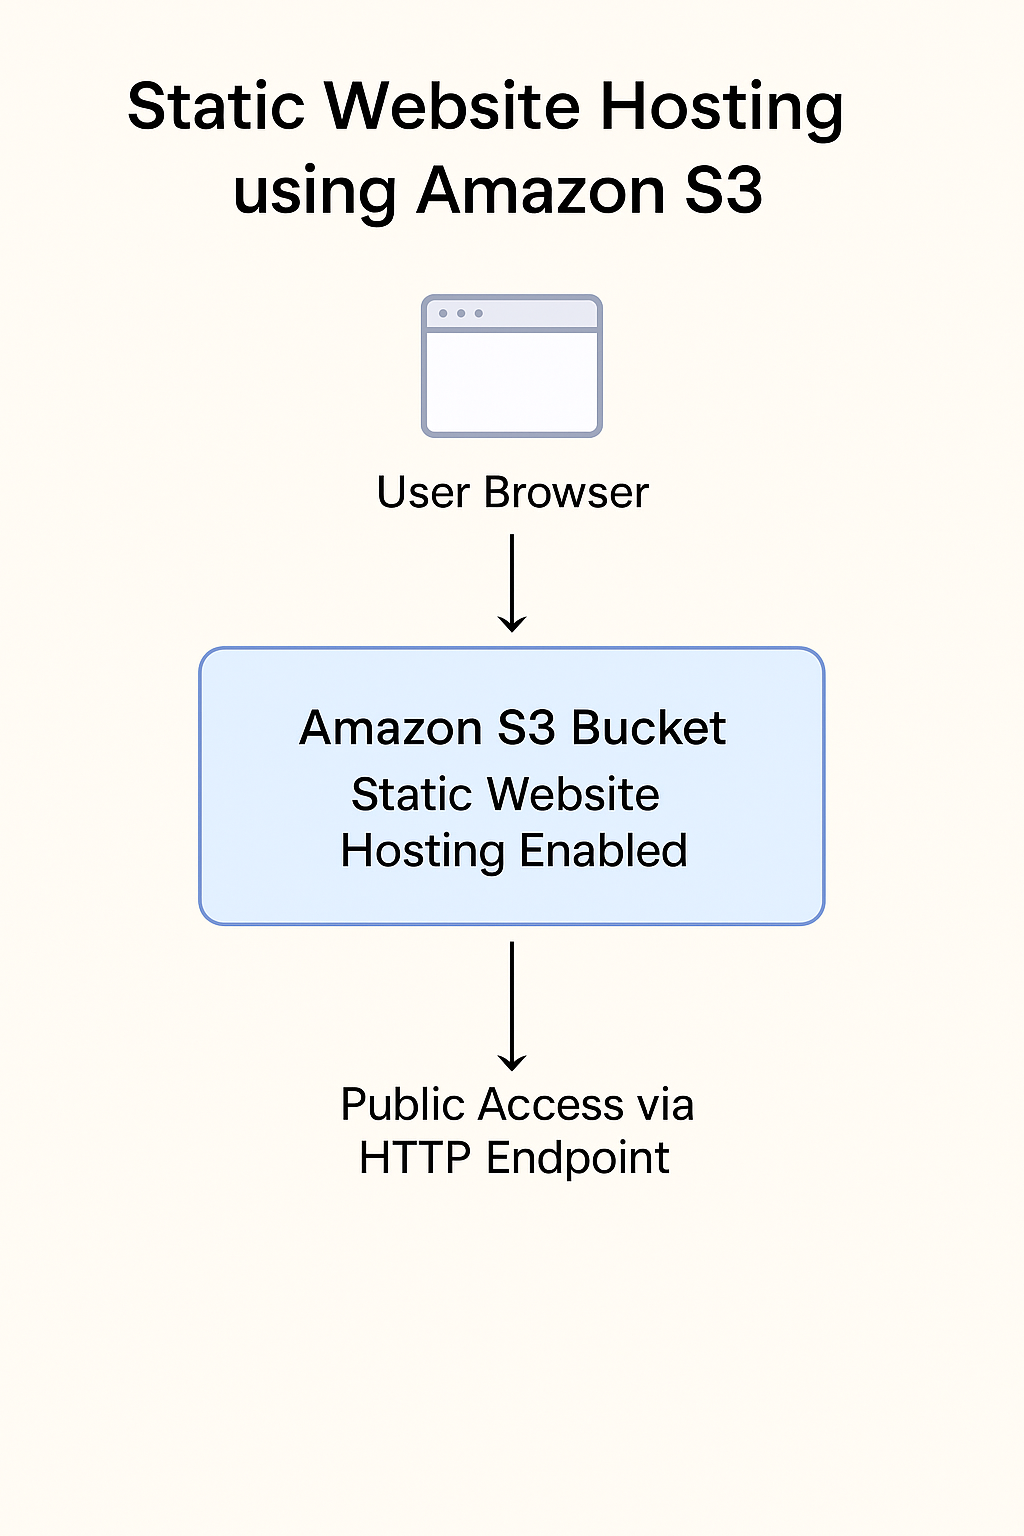 Static Website Hosting
using Amazon S3
User Browser
Amazon S3 Bucket
Static Website
Hosting Enabled
Public Access via
HTTP Endpoint